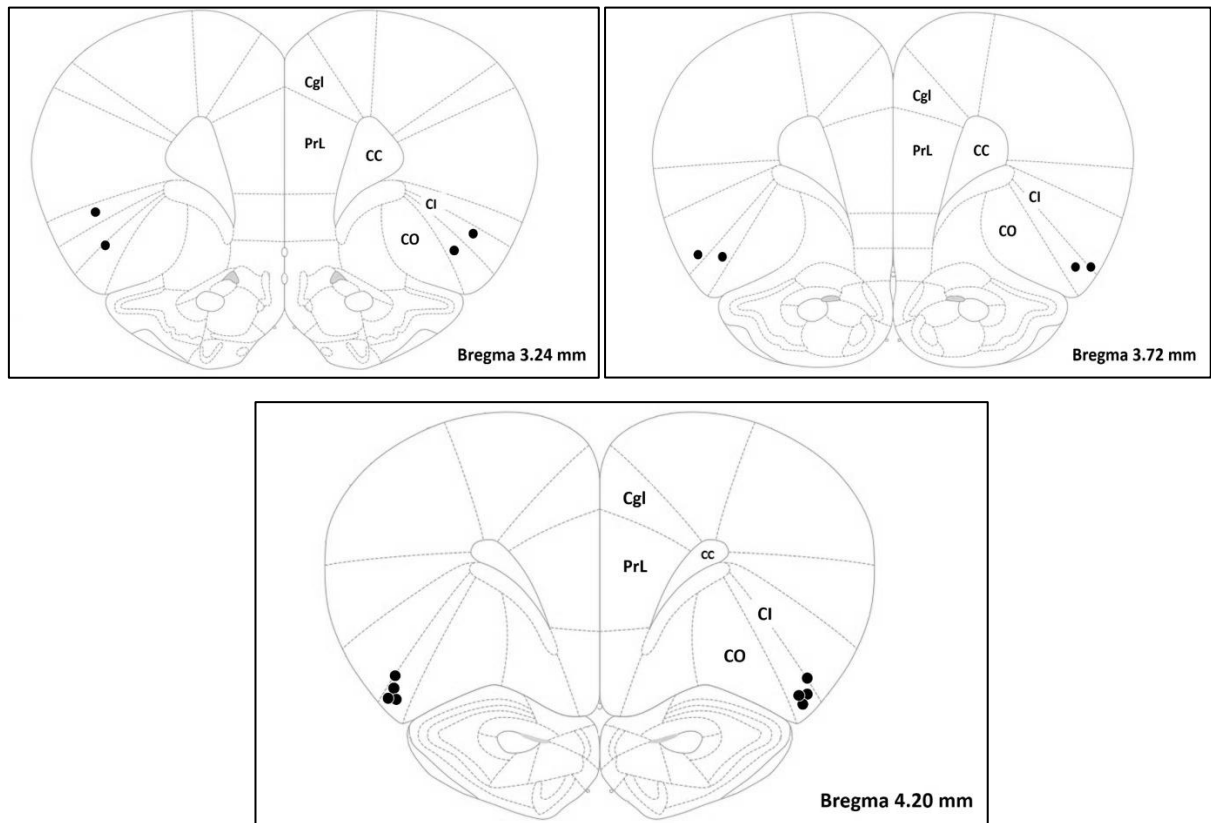 Cgl
PrL
CC
CI
CO
Bregma 3.24 mm
Cgl
PrL
CC
CI
CO
Bregma 3.72 mm
Cgl
CC
PrL
CI
CO
Bregma 4.20 mm